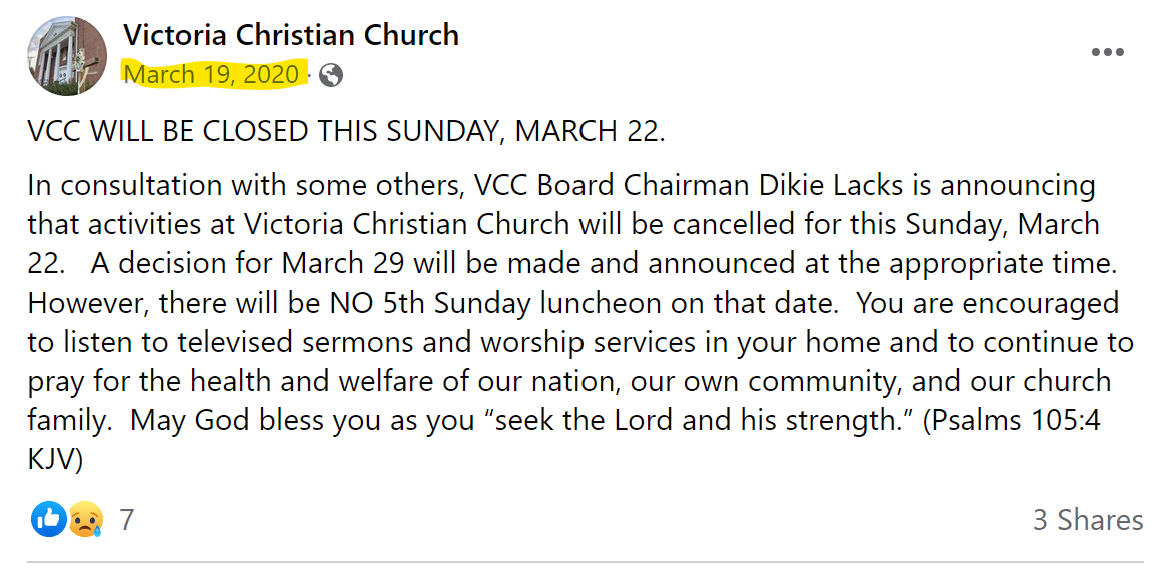 Victoria Christian Church
March 19, 2020 ·
VCC WILL BE CLOSED THIS SUNDAY, MARCH 22.
In consultation with some others, VCC Board Chairman Dikie Lacks is announcing
that activities at Victoria Christian Church will be cancelled for this Sunday, March
22.   A decision for March 29 will be made and announced at the appropriate time.
However, there will be NO 5th Sunday luncheon on that date.  You are encouraged
to listen to televised sermons and worship services in your home and to continue to
pray for the health and welfare of our nation, our own community, and our church
family.  May God bless you as you “seek the Lord and his strength.” (Psalms 105:4
KJV)
7 3 Shares